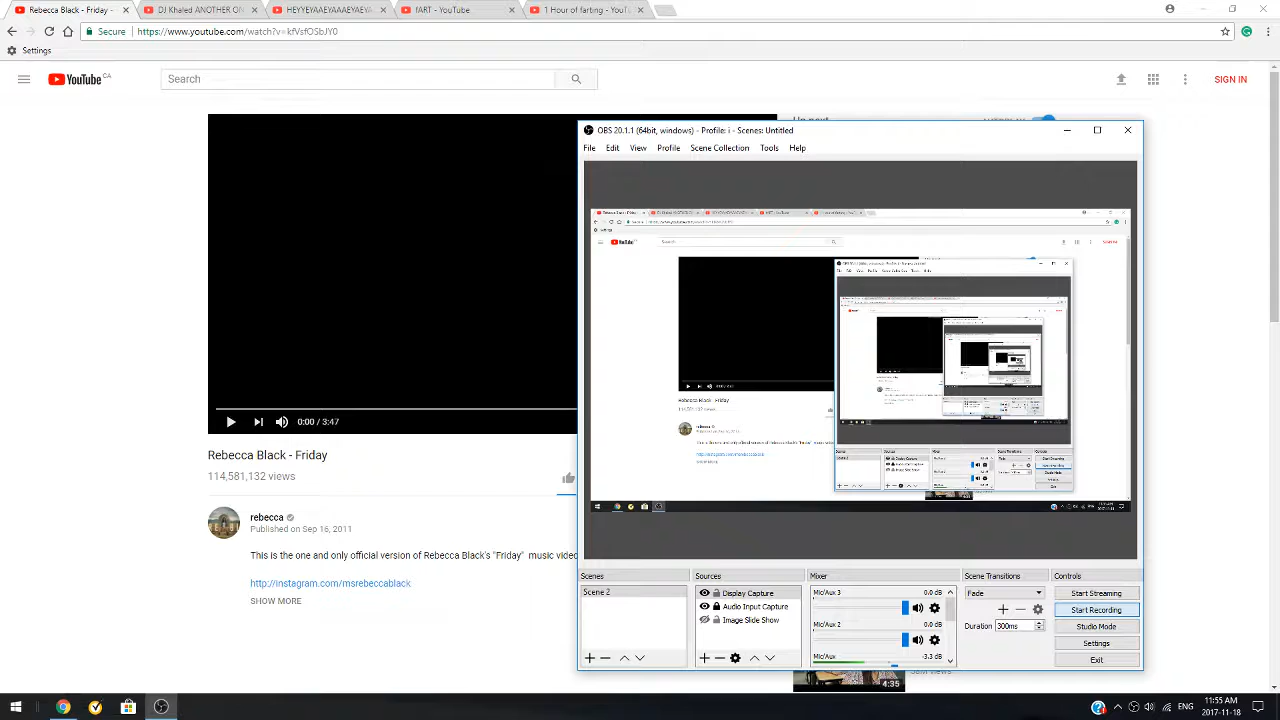 Rebecca Black - Friday -
DJ Khaled ANOTHER ON
HEYYEYAAEYAAAEYAEYA
fART - YouTube
1 Hour of farting - YouT
Secure
https://www.youtube.com/watch?v=kfVsfOSbJY0
Settings
YouTube CA
Search
SIGN IN
Up next
AUTOPLAY
OBS 20.1.1 (64bit, windows) - Profile: i - Scenes: Untitled
File Edit View Profile Scene Collection Tools Help
0:00 / 3:47
Rebecca Black - Friday
114,581,132 views
rebecca
Published on Sep 16, 2011
This is the one and only official version of Rebecca Black's "Friday" music video
http://instagram.com/msrebeccablack
SHOW MORE
Scenes
Scene 2
Sources
Display Capture
Audio Input Capture
Image Slide Show
Mixer
Mic/Aux 3 0.0 dB
Mic/Aux 2 0.0 dB
Mic/Aux -3.3 dB
Scene Transitions
Fade
Duration 300ms
Controls
Start Streaming
Start Recording
Studio Mode
Settings
Exit
4:35
ENG
11:55 AM
2017-11-18